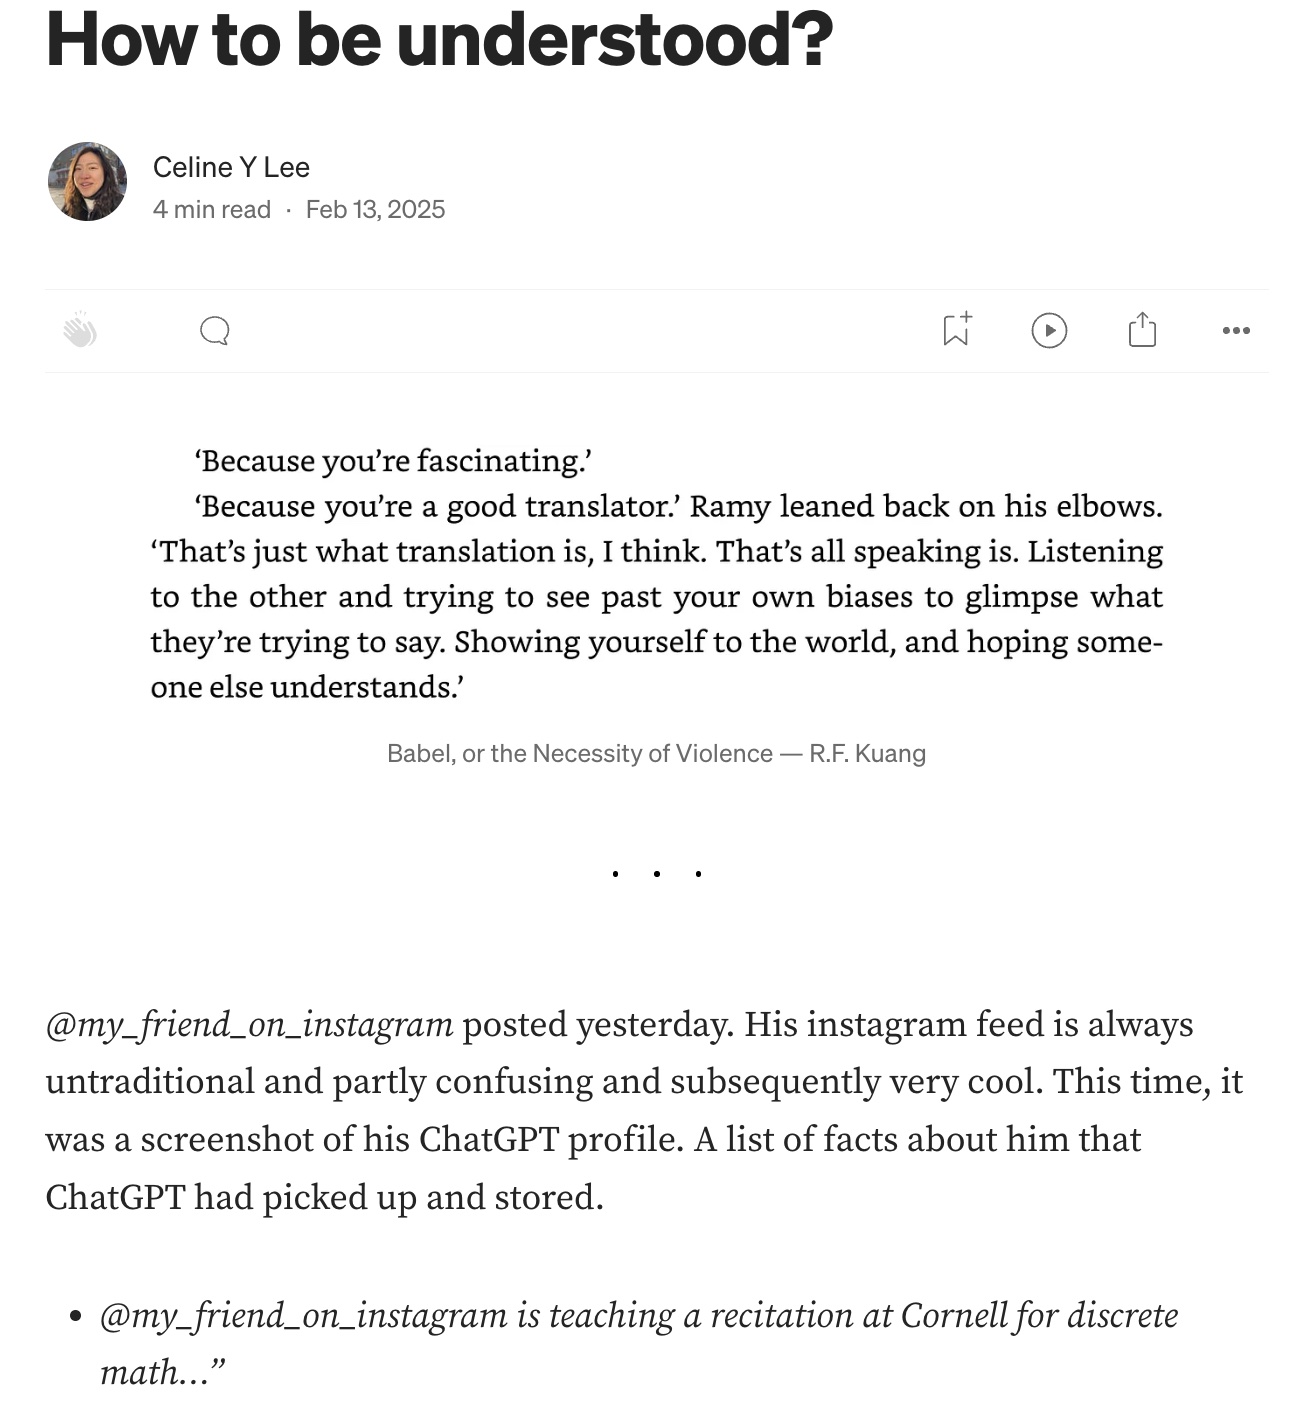 How to be understood?
Celine Y Lee
4 min read · Feb 13, 2025
‘Because you’re fascinating.’
‘Because you’re a good translator.’ Ramy leaned back on his elbows.
‘That’s just what translation is, I think. That’s all speaking is. Listening
to the other and trying to see past your own biases to glimpse what
they’re trying to say. Showing yourself to the world, and hoping some-
one else understands.’
Babel, or the Necessity of Violence — R.F. Kuang
. . .
@my_friend_on_instagram posted yesterday. His instagram feed is always
untraditional and partly confusing and subsequently very cool. This time, it
was a screenshot of his ChatGPT profile. A list of facts about him that
ChatGPT had picked up and stored.
• @my_friend_on_instagram is teaching a recitation at Cornell for discrete
math…”